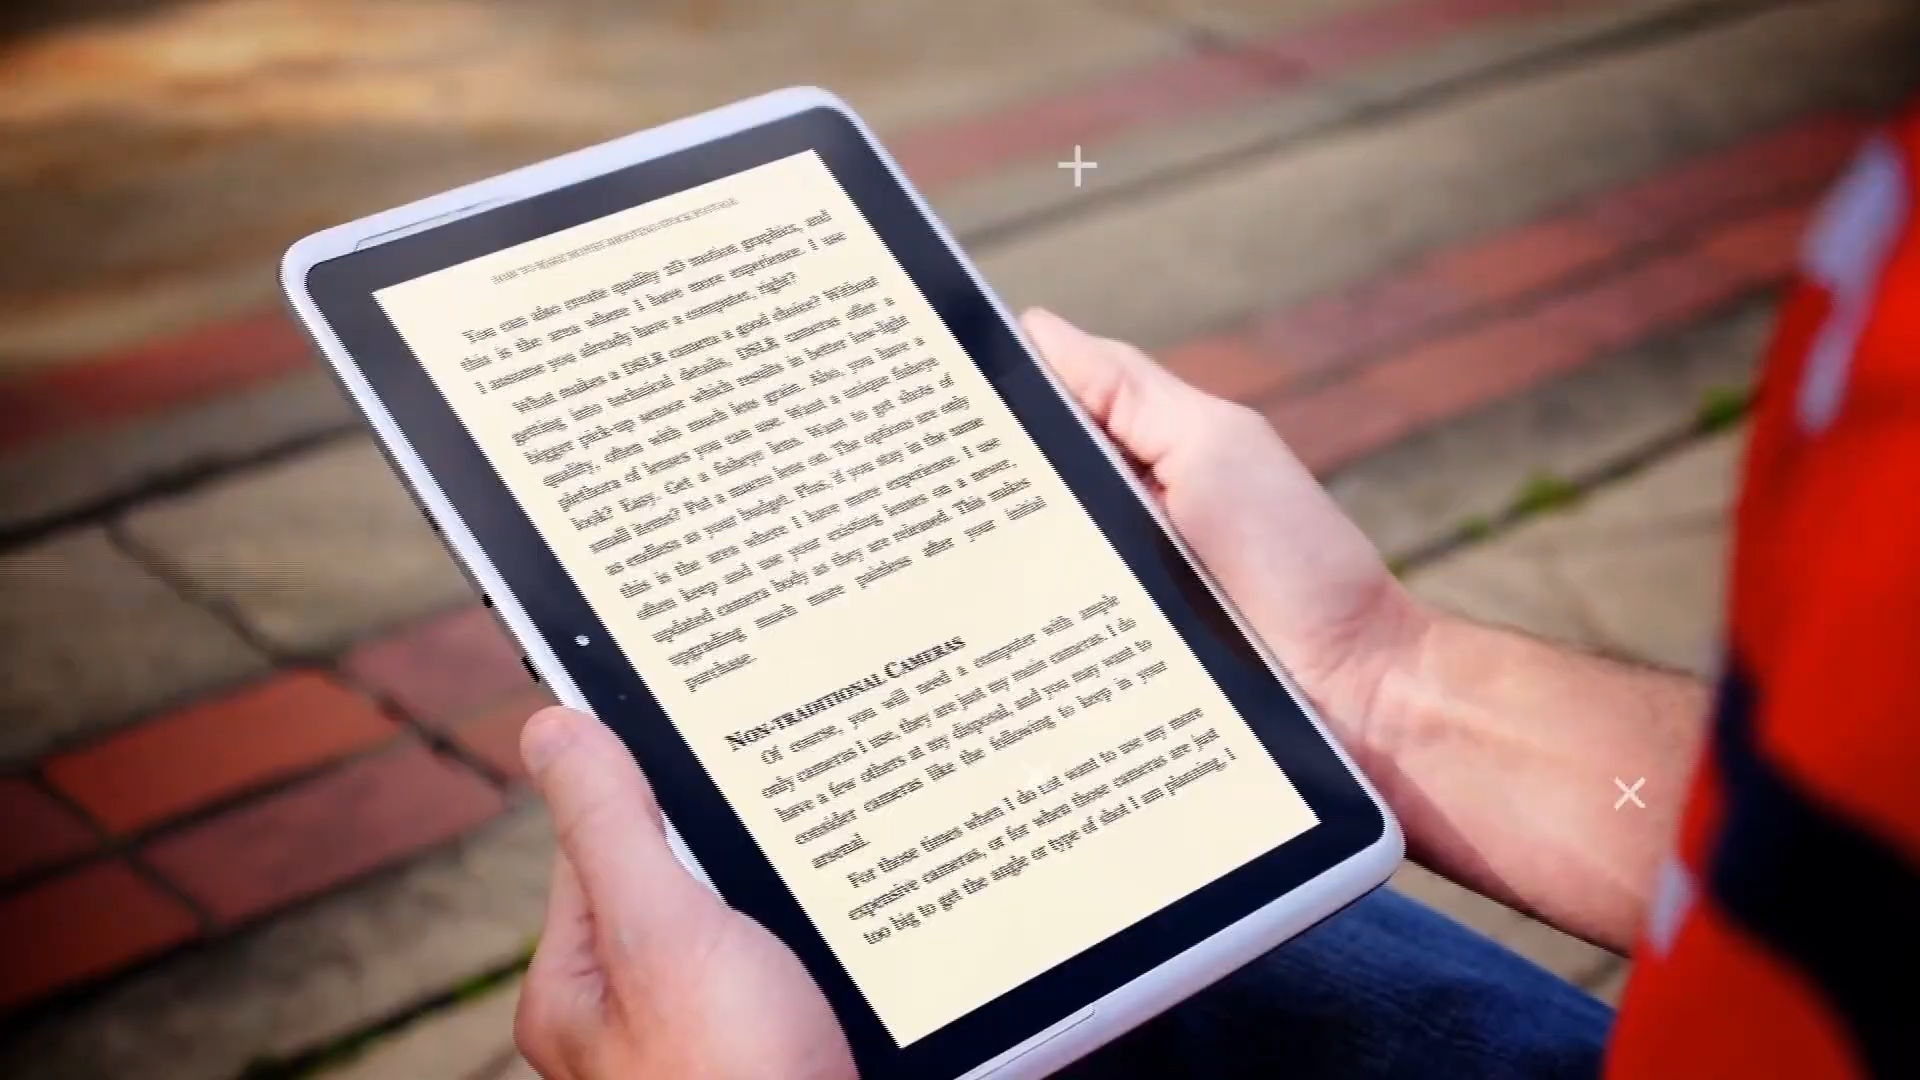 HOW TO MAKE MONEY SHOOTING STOCK FOOTAGE
You can also create quality 2D motion graphics, and
this is the area where I have more experience. I use
I assume you already have a computer, right?
What makes a DSLR camera a good choice? Without
getting into technical details, DSLR cameras offer a
bigger pick-up sensor which results in better low-light
quality, often with much less grain. Also, you have a
plethora of lenses you can use. Want a unique fisheye
look? Easy. Get a fisheye lens. Want to get shots of
small items? Put a macro lens on. The options are only
as endless as your budget. Plus, if you stay in the same
this is the area where I have more experience. I use
often keep and use your existing lenses on a newer,
updated camera body as they are released. This makes
upgrading much more painless after your initial
purchase.
NON-TRADITIONAL CAMERAS
Of course, you will need a computer with ample
only cameras I use, they are just my main cameras. I do
have a few others at my disposal, and you may want to
consider cameras like the following to keep in your
arsenal.
For those times when I do not want to use my more
expensive cameras, or for when those cameras are just
too big to get the angle or type of shot I am planning, I